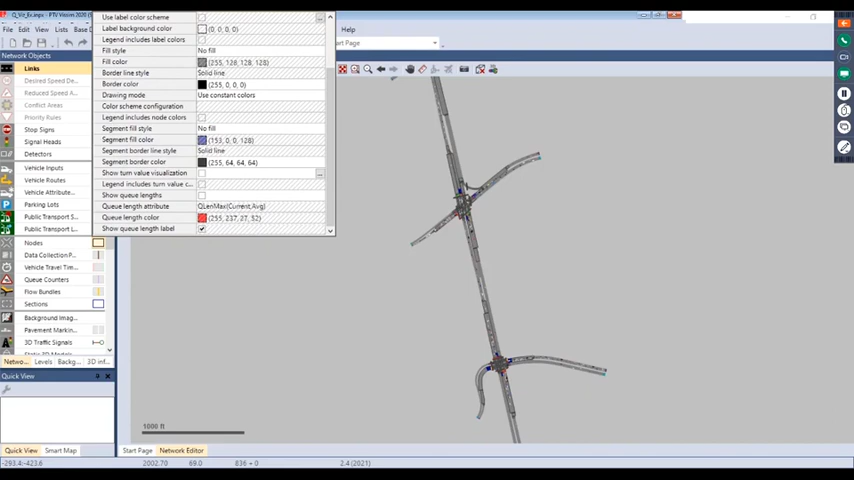 PTV Vissim 2020
File
Edit
View
Lists
Base D
Network Objects
Links
Desired Speed De...
Reduced Speed A...
Conflict Areas
Priority Rules
Stop Signs
Signal Heads
Detectors
Vehicle Inputs
Vehicle Routes
Vehicle Attribute...
Parking Lots
Public Transport S...
Public Transport L...
Nodes
Data Collection P...
Vehicle Travel Tim...
Queue Counters
Flow Bundles
Sections
Background Imag...
Pavement Markin...
3D Traffic Signals
Static 3D Models
Netwo...
Levels
Backg...
3D inf...
Quick View
Quick View
Smart Map
Use label color scheme
Label background color
(0, 0, 0, 0)
Legend includes label colors
Fill style
No fill
Fill color
(255, 128, 128, 128)
Border line style
Solid line
Border color
(255, 0, 0, 0)
Drawing mode
Use constant colors
Color scheme configuration
Legend includes node colors
Segment fill style
No fill
Segment fill color
(153, 0, 0, 128)
Segment border line style
Solid line
Segment border color
(255, 64, 64, 64)
Show turn value visualization
Legend includes turn value c...
Show queue lengths
Queue length attribute
QLenMax(Current,Avg)
Queue length color
(255, 237, 27, 52)
Show queue length label
Start Page
1000 ft
Start Page
Network Editor
-293.4:-423.6
2002.70
69.0
836 + 0
2.4 (2021)